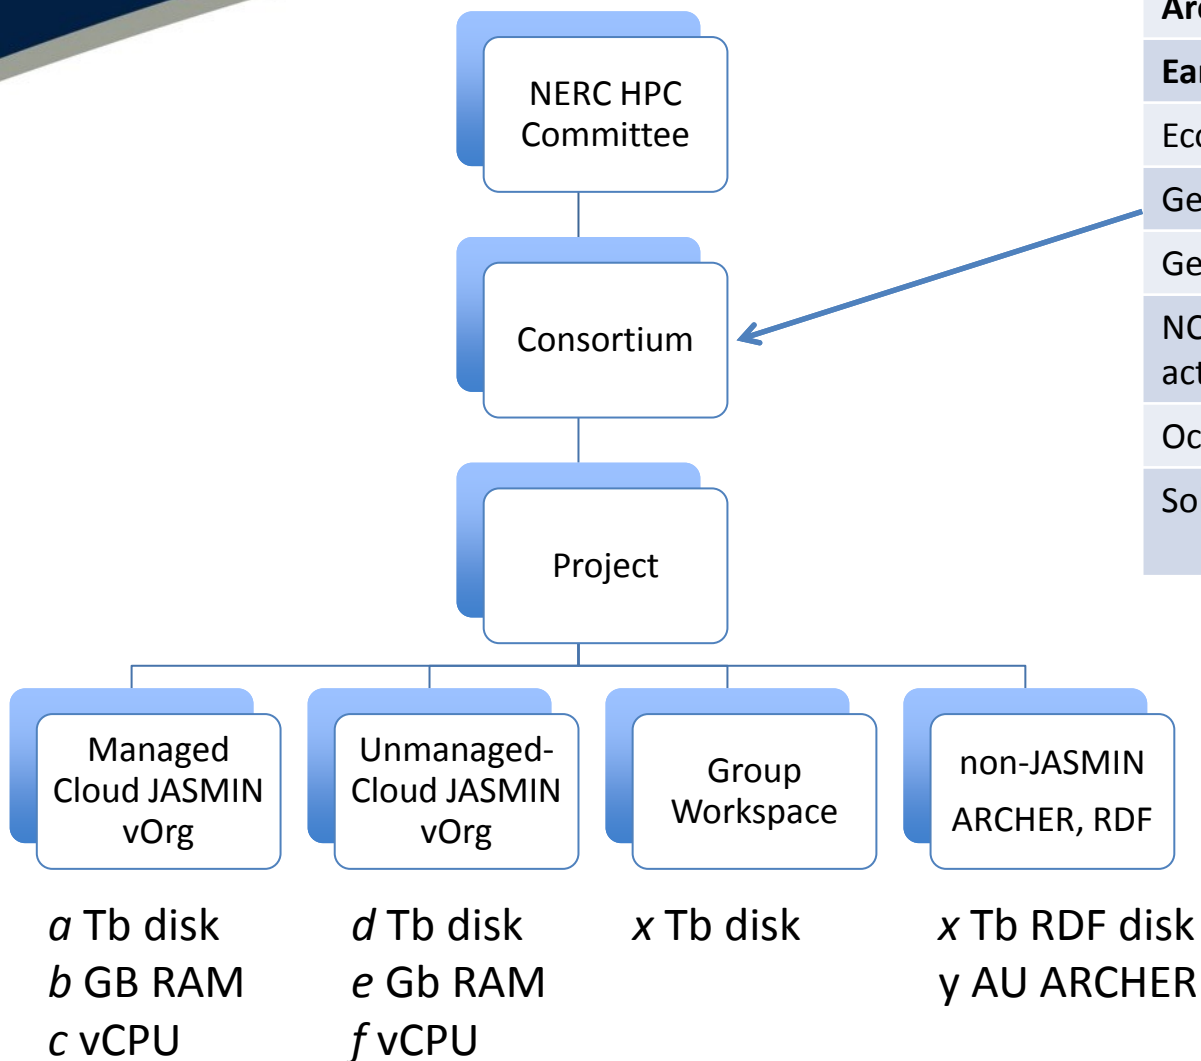 NERC HPC
Committee
Consortium
Project
Managed
Cloud JASMIN
vOrg
Unmanaged-
Cloud JASMIN
vOrg
Group
Workspace
non-JASMIN
ARCHER, RDF
a Tb disk
b GB RAM
c vCPU
d Tb disk
e Gb RAM
f vCPU
x Tb disk
x Tb RDF disk
y AU ARCHER